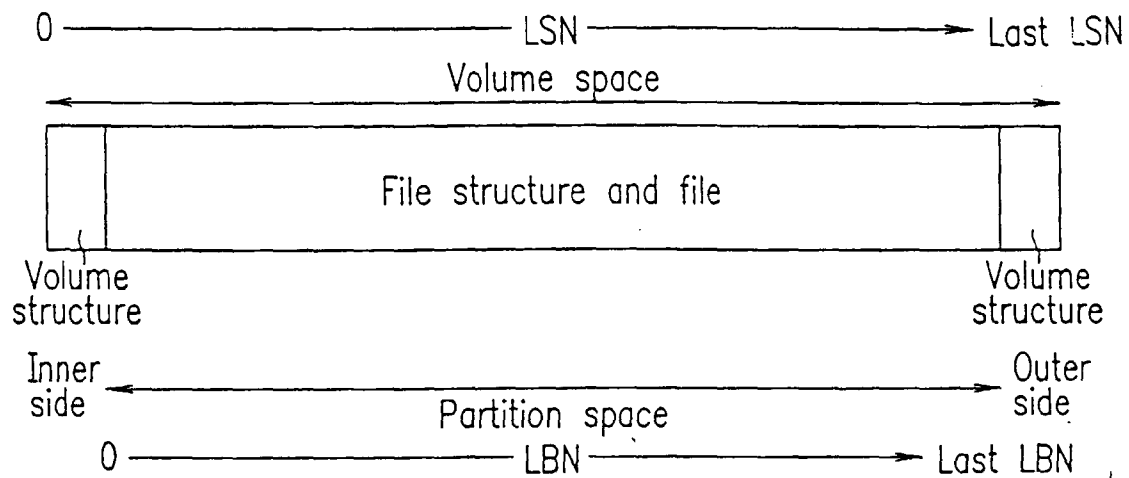 0 LSN Last LSN
Volume space
File structure and file
Volume structure
Volume structure
Inner side
Outer side
Partition space
0 LBN Last LBN